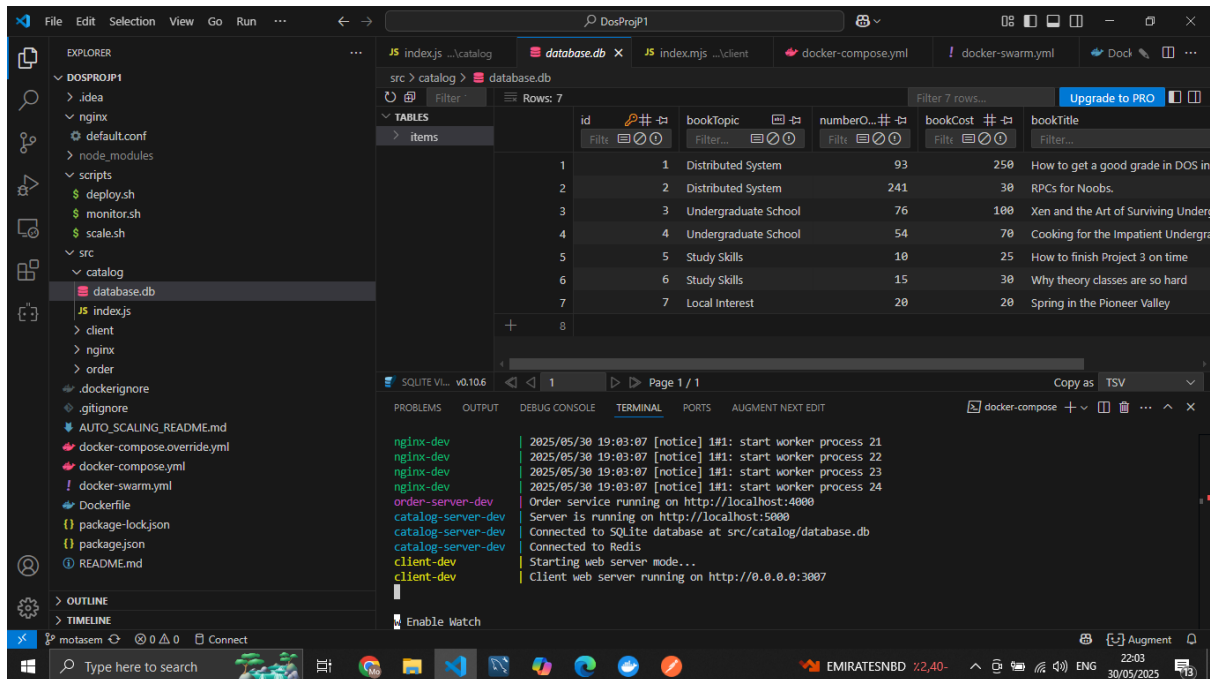 File Edit Selection View Go Run ... DosProjP1
EXPLORER ...
DOSPROJP1
.idea
nginx
default.conf
node_modules
scripts
$ deploy.sh
$ monitor.sh
$ scale.sh
src
catalog
database.db
JS index.js
client
nginx
order
.dockerignore
.gitignore
AUTO_SCALING_README.md
docker-compose.override.yml
docker-compose.yml
! docker-swarm.yml
Dockerfile
{} package-lock.json
{} package.json
README.md
OUTLINE
TIMELINE
JS index.js ...\catalog database.db JS index.mjs ...\client docker-compose.yml ! docker-swarm.yml Dock ...
src > catalog > database.db
Filter Rows: 7 Filter 7 rows... Upgrade to PRO
TABLES
items
id bookTopic numberO... bookCost bookTitle
Filte Filter... Filte Filte Filter...
1 1 Distributed System 93 250 How to get a good grade in DOS in
2 2 Distributed System 241 30 RPCs for Noobs.
3 3 Undergraduate School 76 100 Xen and the Art of Surviving Underg
4 4 Undergraduate School 54 70 Cooking for the Impatient Undergra
5 5 Study Skills 10 25 How to finish Project 3 on time
6 6 Study Skills 15 30 Why theory classes are so hard
7 7 Local Interest 20 20 Spring in the Pioneer Valley
8
SQLITE VI... v0.10.6 1 Page 1 / 1 Copy as TSV
PROBLEMS OUTPUT DEBUG CONSOLE TERMINAL PORTS AUGMENT NEXT EDIT docker-compose ...
nginx-dev | 2025/05/30 19:03:07 [notice] 1#1: start worker process 21
nginx-dev | 2025/05/30 19:03:07 [notice] 1#1: start worker process 22
nginx-dev | 2025/05/30 19:03:07 [notice] 1#1: start worker process 23
nginx-dev | 2025/05/30 19:03:07 [notice] 1#1: start worker process 24
order-server-dev | Order service running on http://localhost:4000
catalog-server-dev | Server is running on http://localhost:5000
catalog-server-dev | Connected to SQLite database at src/catalog/database.db
catalog-server-dev | Connected to Redis
client-dev | Starting web server mode...
client-dev | Client web server running on http://0.0.0.0:3007
w Enable Watch
motasem 0 0 Connect Augment
Type here to search EMIRATESNBD ٪2,40- ENG 22:03
30/05/2025 13